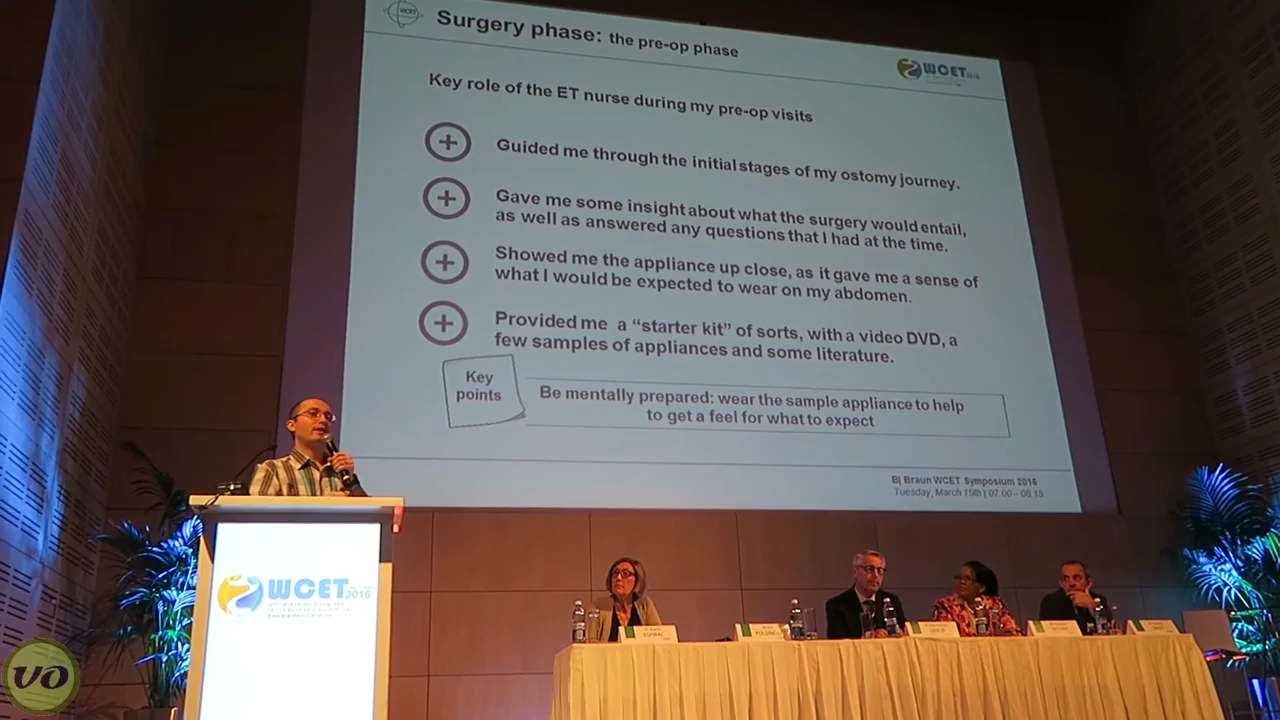 WCET
Surgery phase: the pre-op phase
WCET
Key role of the ET nurse during my pre-op visits
Guided me through the initial stages of my ostomy journey.
Gave me some insight about what the surgery would entail,
as well as answered any questions that I had at the time.
Showed me the appliance up close, as it gave me a sense of
what I would be expected to wear on my abdomen.
Provided me a “starter kit” of sorts, with a video DVD, a
few samples of appliances and some literature.
Key
points
Be mentally prepared: wear the sample appliance to help
to get a feel for what to expect
B| Braun WCET Symposium 2016
Tuesday, March 15th | 07.00 – 08.15
WCET 2016
ESPIRAC
VO